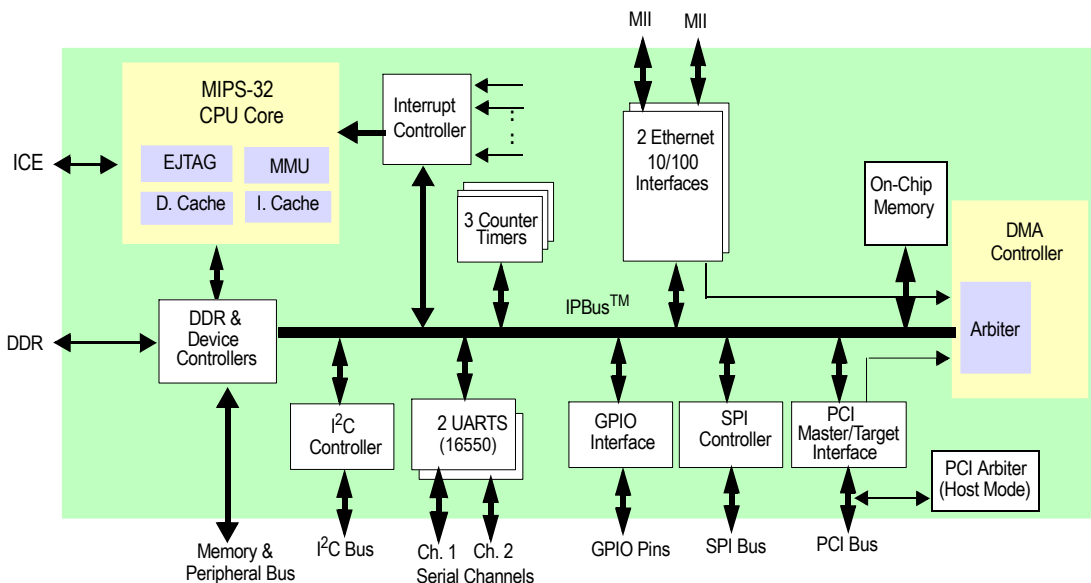 MII
MII
MIPS-32
CPU Core
EJTAG
MMU
D. Cache
I. Cache
ICE
Interrupt
Controller
:
:
3 Counter
Timers
2 Ethernet
10/100
Interfaces
On-Chip
Memory
DMA
Controller
Arbiter
IPBus™
DDR
DDR &
Device
Controllers
I²C
Controller
2 UARTS
(16550)
GPIO
Interface
SPI
Controller
PCI
Master/Target
Interface
PCI Arbiter
(Host Mode)
Memory &
Peripheral Bus
I²C Bus
Ch. 1
Ch. 2
Serial Channels
GPIO Pins
SPI Bus
PCI Bus